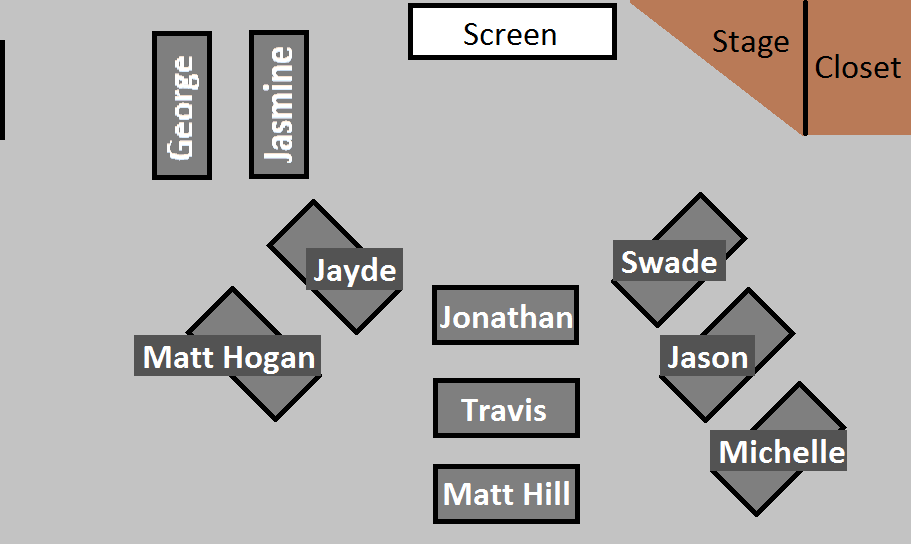 Screen
Stage
Closet
George
Jasmine
Jayde
Swade
Jonathan
Matt Hogan
Jason
Travis
Michelle
Matt Hill